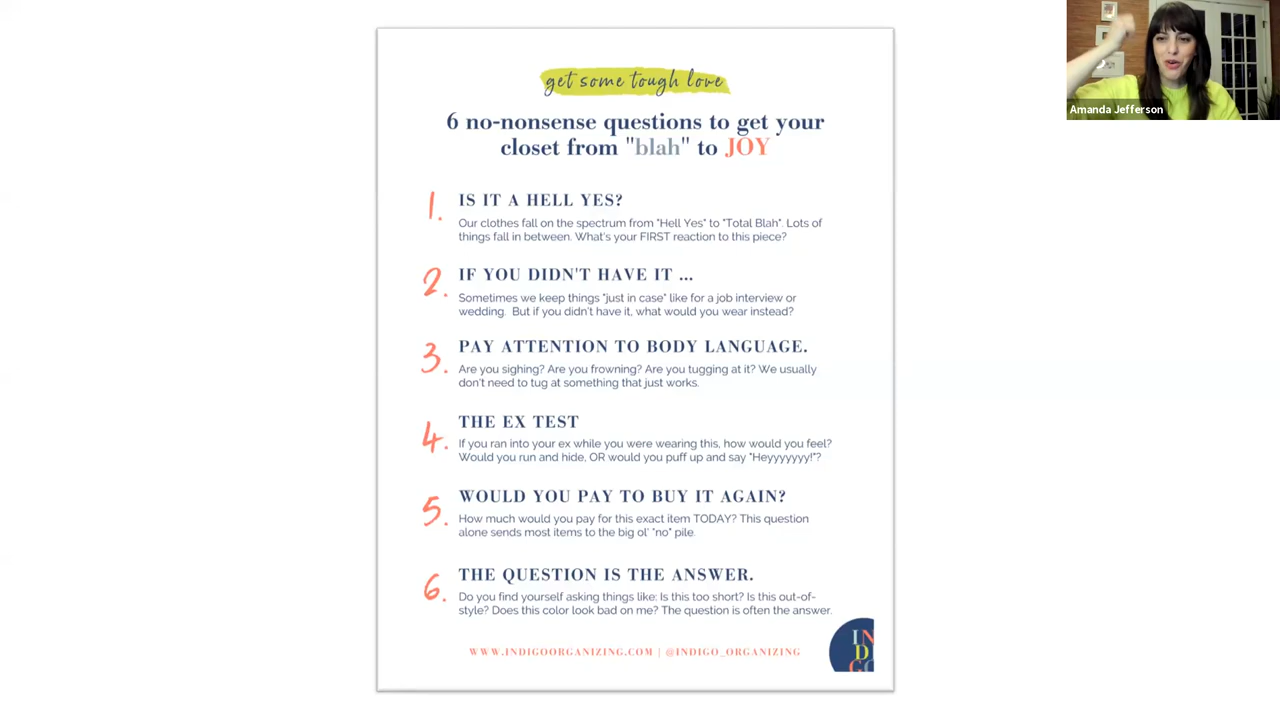 get some tough love
6 no-nonsense questions to get your
closet from "blah" to JOY
1. IS IT A HELL YES?
Our clothes fall on the spectrum from "Hell Yes" to "Total Blah". Lots of
things fall in between. What's your FIRST reaction to this piece?
2. IF YOU DIDN'T HAVE IT ...
Sometimes we keep things "just in case" like for a job interview or
wedding. But if you didn't have it, what would you wear instead?
3. PAY ATTENTION TO BODY LANGUAGE.
Are you sighing? Are you frowning? Are you tugging at it? We usually
don't need to tug at something that just works.
4. THE EX TEST
If you ran into your ex while you were wearing this, how would you feel?
Would you run and hide, OR would you puff up and say "Heyyyyyyy!"?
5. WOULD YOU PAY TO BUY IT AGAIN?
How much would you pay for this exact item TODAY? This question
alone sends most items to the big ol' "no" pile.
6. THE QUESTION IS THE ANSWER.
Do you find yourself asking things like: Is this too short? Is this out-of-
style? Does this color look bad on me? The question is often the answer.
WWW.INDIGOORGANIZING.COM | @INDIGO_ORGANIZING
IN
D
GO
Amanda Jefferson